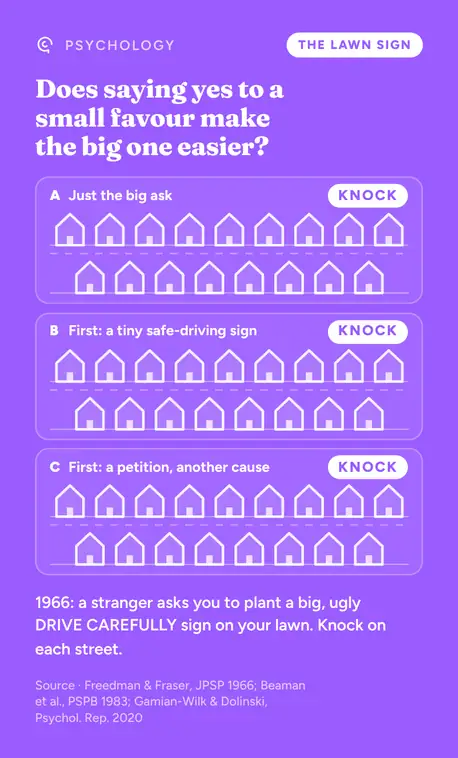 PSYCHOLOGY
THE LAWN SIGN
Does saying yes to a
small favour make
the big one easier?
A Just the big ask
KNOCK
B First: a tiny safe-driving sign
KNOCK
C First: a petition, another cause
KNOCK
1966: a stranger asks you to plant a big, ugly
DRIVE CAREFULLY sign on your lawn. Knock on
each street.
Source · Freedman & Fraser, JPSP 1966; Beaman
et al., PSPB 1983; Gamian-Wilk & Dolinski,
Psychol. Rep. 2020